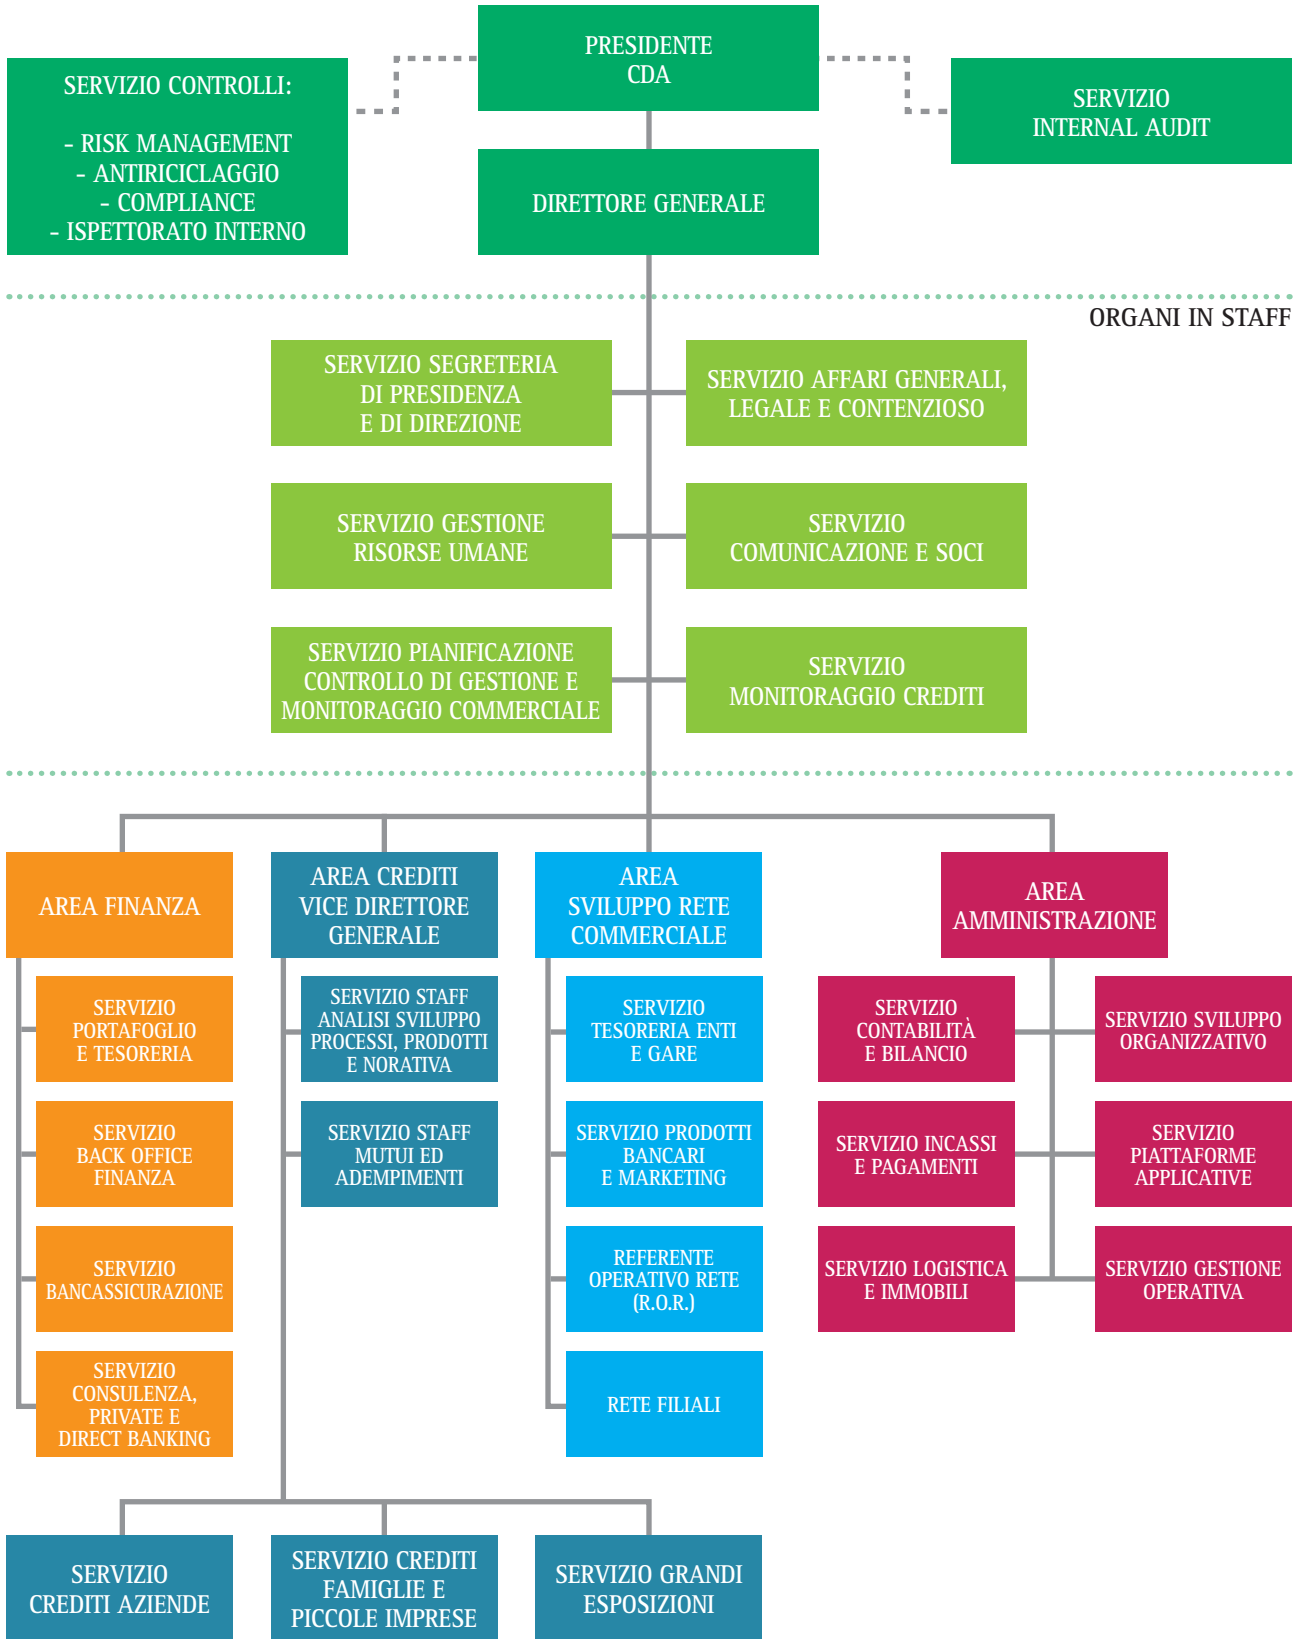 PRESIDENTE
CDA
SERVIZIO CONTROLLI:
- RISK MANAGEMENT
- ANTIRICICLAGGIO
- COMPLIANCE
- ISPETTORATO INTERNO
SERVIZIO
INTERNAL AUDIT
DIRETTORE GENERALE
ORGANI IN STAFF
SERVIZIO SEGRETERIA
DI PRESIDENZA
E DI DIREZIONE
SERVIZIO AFFARI GENERALI,
LEGALE E CONTENZIOSO
SERVIZIO GESTIONE
RISORSE UMANE
SERVIZIO
COMUNICAZIONE E SOCI
SERVIZIO PIANIFICAZIONE
CONTROLLO DI GESTIONE E
MONITORAGGIO COMMERCIALE
SERVIZIO
MONITORAGGIO CREDITI
AREA FINANZA
AREA CREDITI
VICE DIRETTORE
GENERALE
AREA
SVILUPPO RETE
COMMERCIALE
AREA
AMMINISTRAZIONE
SERVIZIO
PORTAFOGLIO
E TESORERIA
SERVIZIO
BACK OFFICE
FINANZA
SERVIZIO
BANCASSICURAZIONE
SERVIZIO
CONSULENZA,
PRIVATE E
DIRECT BANKING
SERVIZIO STAFF
ANALISI SVILUPPO
PROCESSI, PRODOTTI
E NORATIVA
SERVIZIO STAFF
MUTUI ED
ADEMPIMENTI
SERVIZIO
TESORERIA ENTI
E GARE
SERVIZIO PRODOTTI
BANCARI
E MARKETING
REFERENTE
OPERATIVO RETE
(R.O.R.)
RETE FILIALI
SERVIZIO
CONTABILITÀ
E BILANCIO
SERVIZIO SVILUPPO
ORGANIZZATIVO
SERVIZIO INCASSI
E PAGAMENTI
SERVIZIO
PIATTAFORME
APPLICATIVE
SERVIZIO LOGISTICA
E IMMOBILI
SERVIZIO GESTIONE
OPERATIVA
SERVIZIO
CREDITI AZIENDE
SERVIZIO CREDITI
FAMIGLIE E
PICCOLE IMPRESE
SERVIZIO GRANDI
ESPOSIZIONI